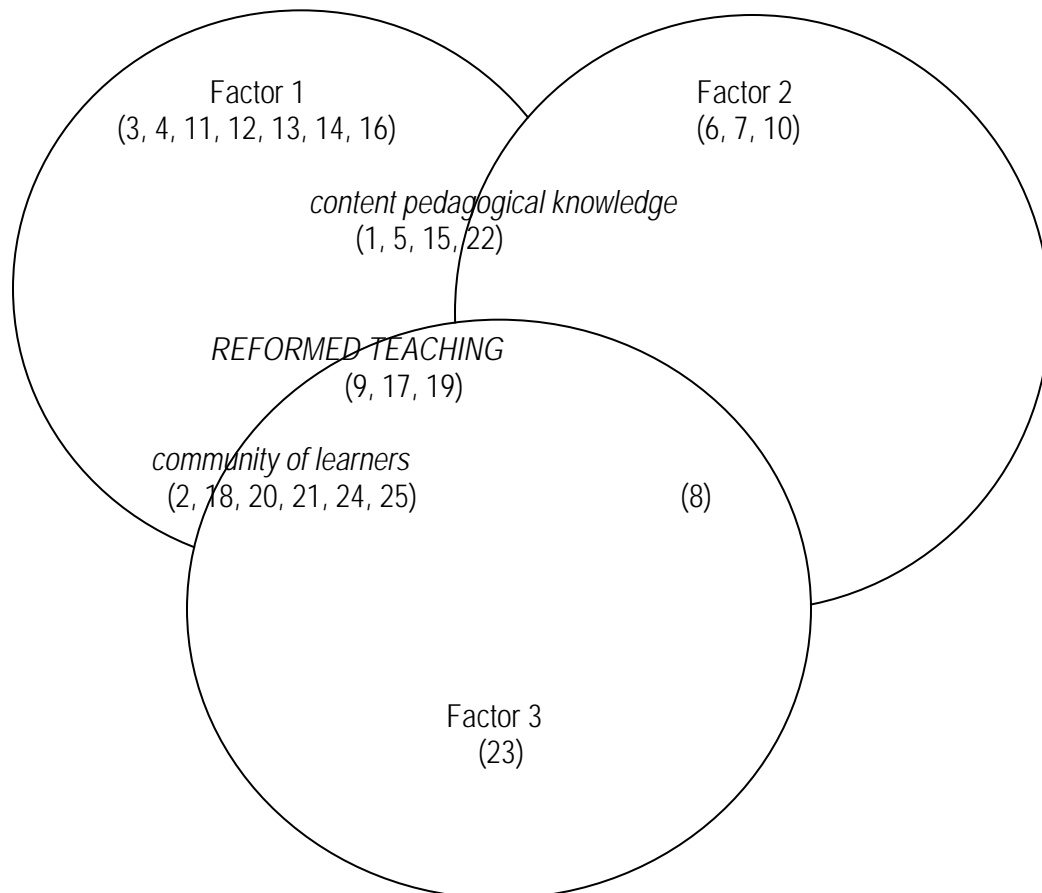 Factor 1
(3, 4, 11, 12, 13, 14, 16)
Factor 2
(6, 7, 10)
content pedagogical knowledge
(1, 5, 15, 22)
REFORMED TEACHING
(9, 17, 19)
community of learners
(2, 18, 20, 21, 24, 25)
(8)
Factor 3
(23)